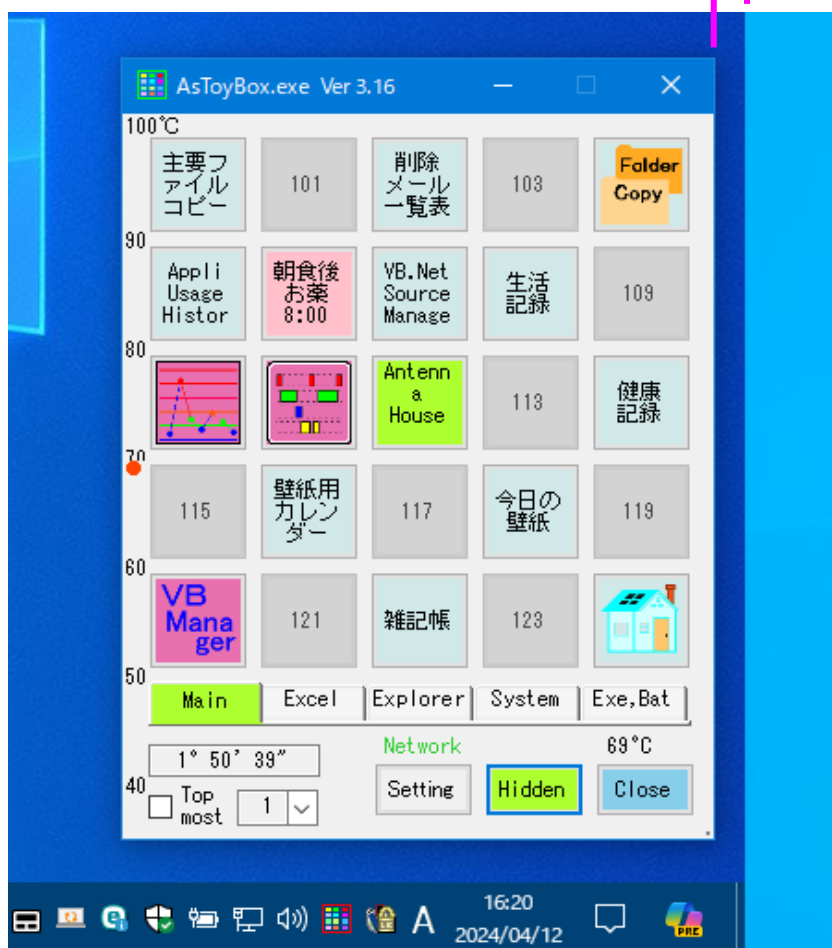 AsToyBox.exe Ver 3.16
100℃
主要フ
ァイル
コピー
101
削除
メール
一覧表
103
Folder
Copy
90
Appli
Usage
Histor
朝食後
お薬
8:00
VB.Net
Source
Manage
生活
記録
109
80
Antenn
a
House
113
健康
記録
70
115
壁紙用
カレン
ダー
117
今日の
壁紙
119
60
VB
Mana
ger
121
雑記帳
123
50
Main
Excel
Explorer
System
Exe,Bat
1° 50’ 39”
Network
69℃
40
Top
most
1
Setting
Hidden
Close
A
16:20
2024/04/12
PRE